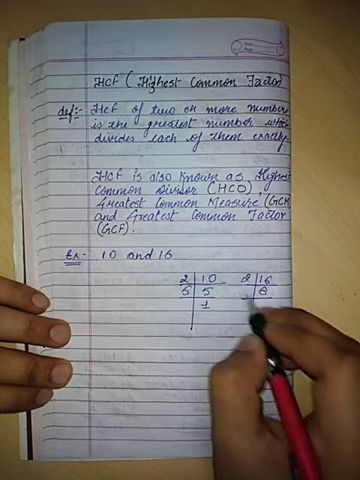 HCF (Highest Common Factor)
def:- HCF of two or more number
is the greatest number which
divides each of them exactly.
HCF is also known as Highest
Common Divisor (HCD),
Greatest Common Measure (GCM)
and Greatest Common Factor
(GCF).
Ex:- 10 and 16
2 10 2 16
5 5 8
1